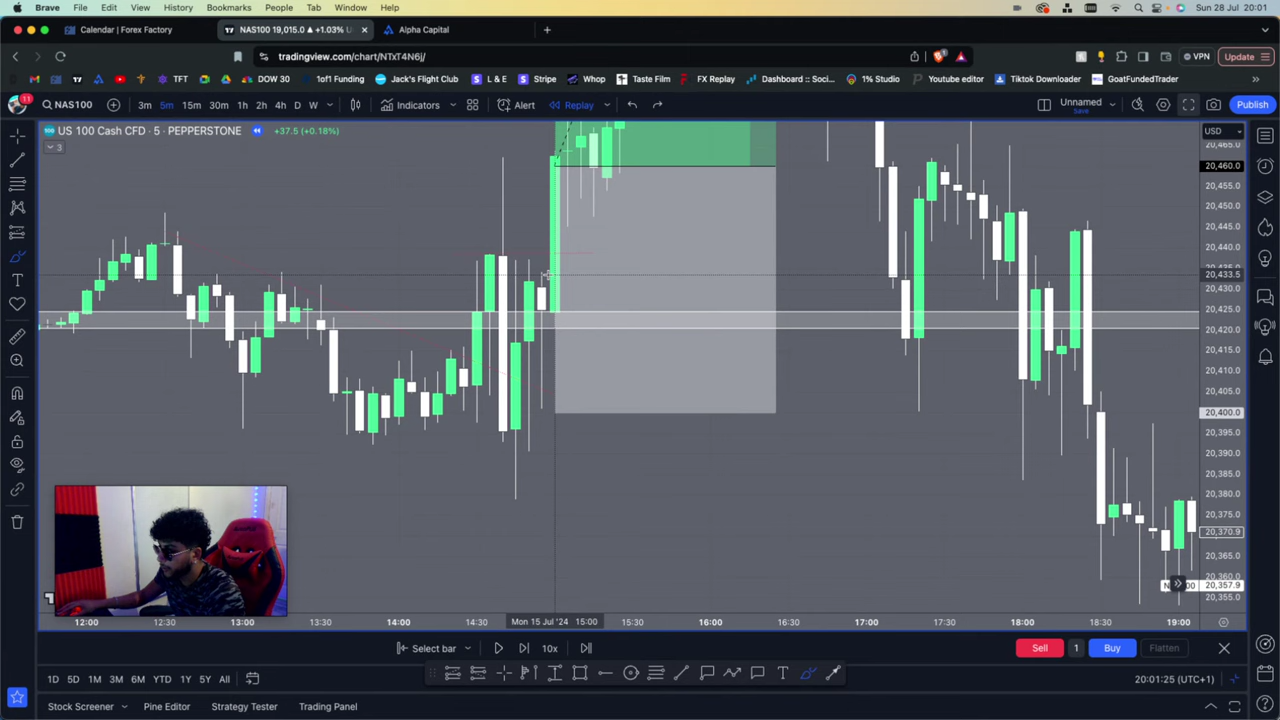 Brave File Edit View History Bookmarks People Tab Window Help Sun 28 Jul 20:01
Calendar | Forex Factory
NAS100 19,015.0 ▲ +1.03% U
Alpha Capital
tradingview.com/chart/NTxT4N6j/
VPN
Update
TFT
DOW 30
1of1 Funding
Jack's Flight Club
L & E
Stripe
Whop
Taste Film
FX Replay
Dashboard :: Soci...
1% Studio
Youtube editor
Tiktok Downloader
GoatFundedTrader
11
NAS100
3m 5m 15m 30m 1h 2h 4h D W
Indicators
Alert
Replay
Unnamed
Save
Publish
US 100 Cash CFD · 5 · PEPPERSTONE
+37.5 (+0.18%)
3
USD
20,465.0
20,460.0
20,455.0
20,450.0
20,445.0
20,440.0
20,433.5
20,430.0
20,425.0
20,420.0
20,415.0
20,410.0
20,405.0
20,400.0
20,395.0
20,390.0
20,385.0
20,380.0
20,375.0
20,370.9
20,365.0
20,360.0
20,357.9
20,355.0
12:00 12:30 13:00 13:30 14:00 14:30 Mon 15 Jul '24 15:00 15:30 16:00 16:30 17:00 17:30 18:00 18:30 19:00
Select bar
10x
Sell
1
Buy
Flatten
1D 5D 1M 3M 6M YTD 1Y 5Y All
20:01:25 (UTC+1)
Stock Screener
Pine Editor
Strategy Tester
Trading Panel